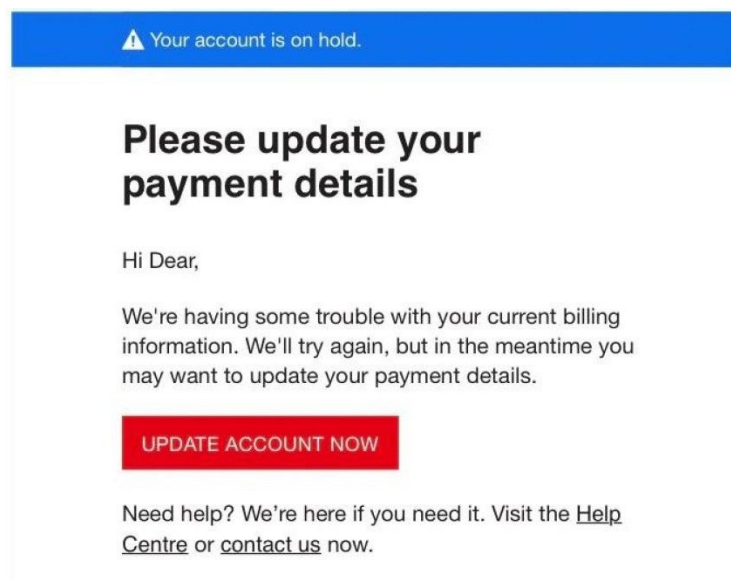 Your account is on hold.
Please update your
payment details
Hi Dear,
We're having some trouble with your current billing
information. We'll try again, but in the meantime you
may want to update your payment details.
UPDATE ACCOUNT NOW
Need help? We’re here if you need it. Visit the Help
Centre or contact us now.